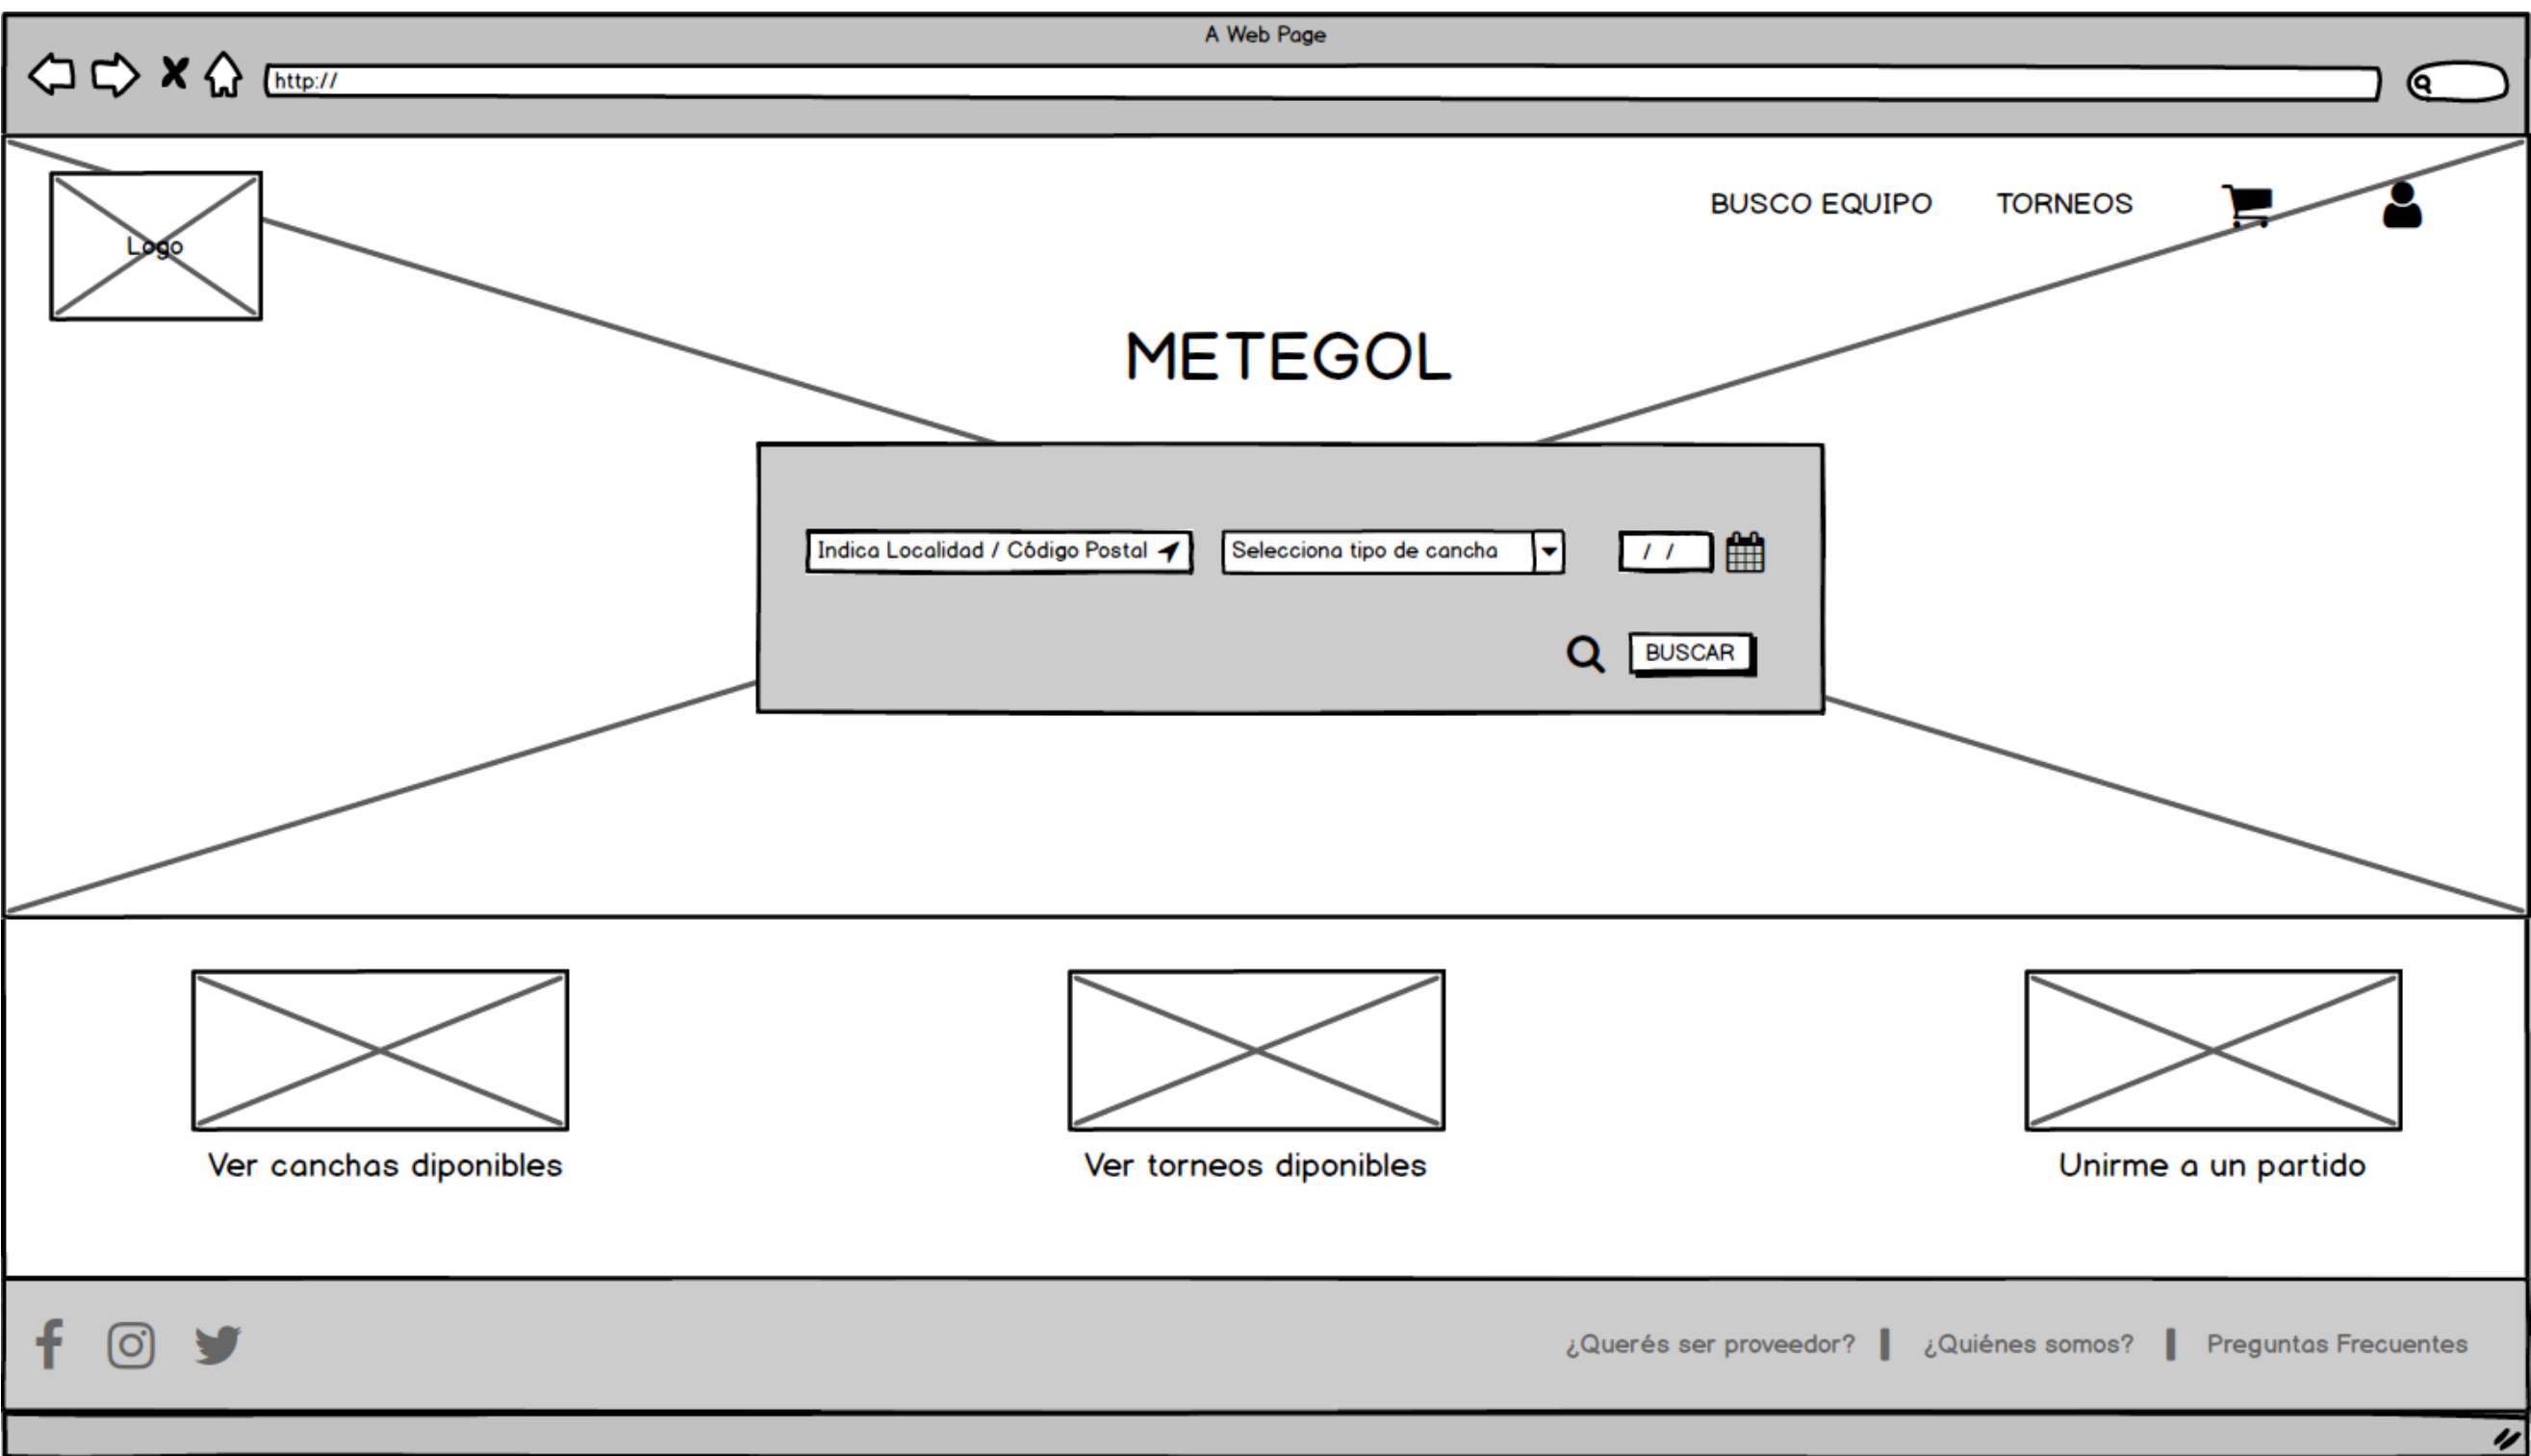 A Web Page
http://
Logo
BUSCO EQUIPO TORNEOS
METEGOL
Indica Localidad / Código Postal Selecciona tipo de cancha / /
BUSCAR
Ver canchas diponibles Ver torneos diponibles Unirme a un partido
¿Querés ser proveedor? ¿Quiénes somos? Preguntas Frecuentes